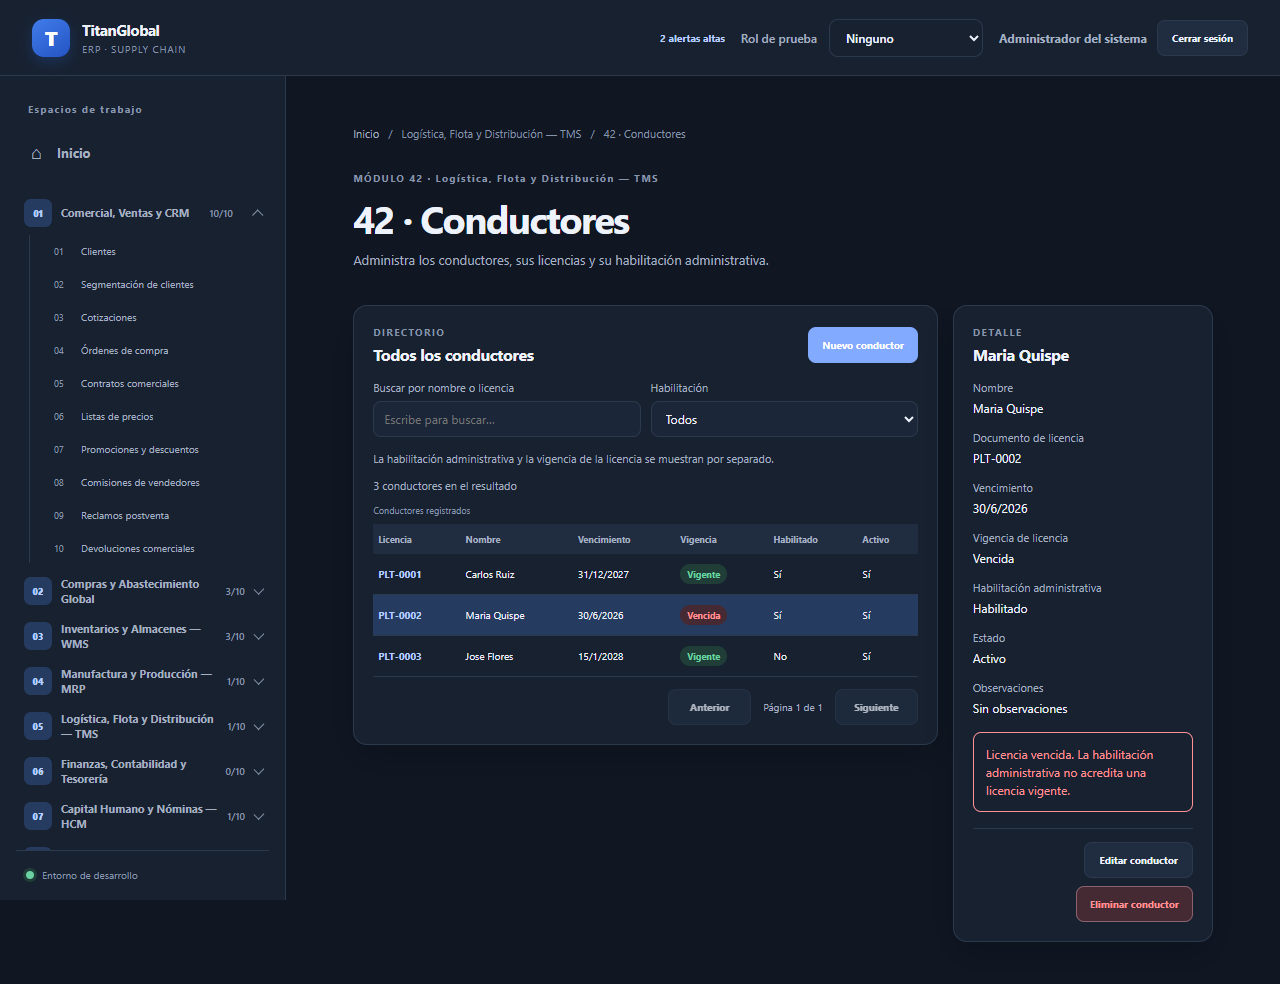 T
TitanGlobal
ERP · SUPPLY CHAIN
2 alertas altas
Rol de prueba
Ninguno
Administrador del sistema
Cerrar sesión
Espacios de trabajo
Inicio
01 Comercial, Ventas y CRM 10/10
01 Clientes
02 Segmentación de clientes
03 Cotizaciones
04 Órdenes de compra
05 Contratos comerciales
06 Listas de precios
07 Promociones y descuentos
08 Comisiones de vendedores
09 Reclamos postventa
10 Devoluciones comerciales
02 Compras y Abastecimiento
Global 3/10
03 Inventarios y Almacenes —
WMS 3/10
04 Manufactura y Producción —
MRP 1/10
05 Logística, Flota y Distribución
— TMS 1/10
06 Finanzas, Contabilidad y
Tesorería 0/10
07 Capital Humano y Nóminas —
HCM 1/10
Entorno de desarrollo
Inicio / Logística, Flota y Distribución — TMS / 42 · Conductores
MÓDULO 42 · Logística, Flota y Distribución — TMS
42 · Conductores
Administra los conductores, sus licencias y su habilitación administrativa.
DIRECTORIO
Todos los conductores
Nuevo conductor
Buscar por nombre o licencia
Habilitación
Escribe para buscar...
Todos
La habilitación administrativa y la vigencia de la licencia se muestran por separado.
3 conductores en el resultado
Conductores registrados
Licencia Nombre Vencimiento Vigencia Habilitado Activo
PLT-0001 Carlos Ruiz 31/12/2027 Vigente Sí Sí
PLT-0002 Maria Quispe 30/6/2026 Vencida Sí Sí
PLT-0003 Jose Flores 15/1/2028 Vigente No Sí
Anterior
Página 1 de 1
Siguiente
DETALLE
Maria Quispe
Nombre
Maria Quispe
Documento de licencia
PLT-0002
Vencimiento
30/6/2026
Vigencia de licencia
Vencida
Habilitación administrativa
Habilitado
Estado
Activo
Observaciones
Sin observaciones
Licencia vencida. La habilitación
administrativa no acredita una
licencia vigente.
Editar conductor
Eliminar conductor